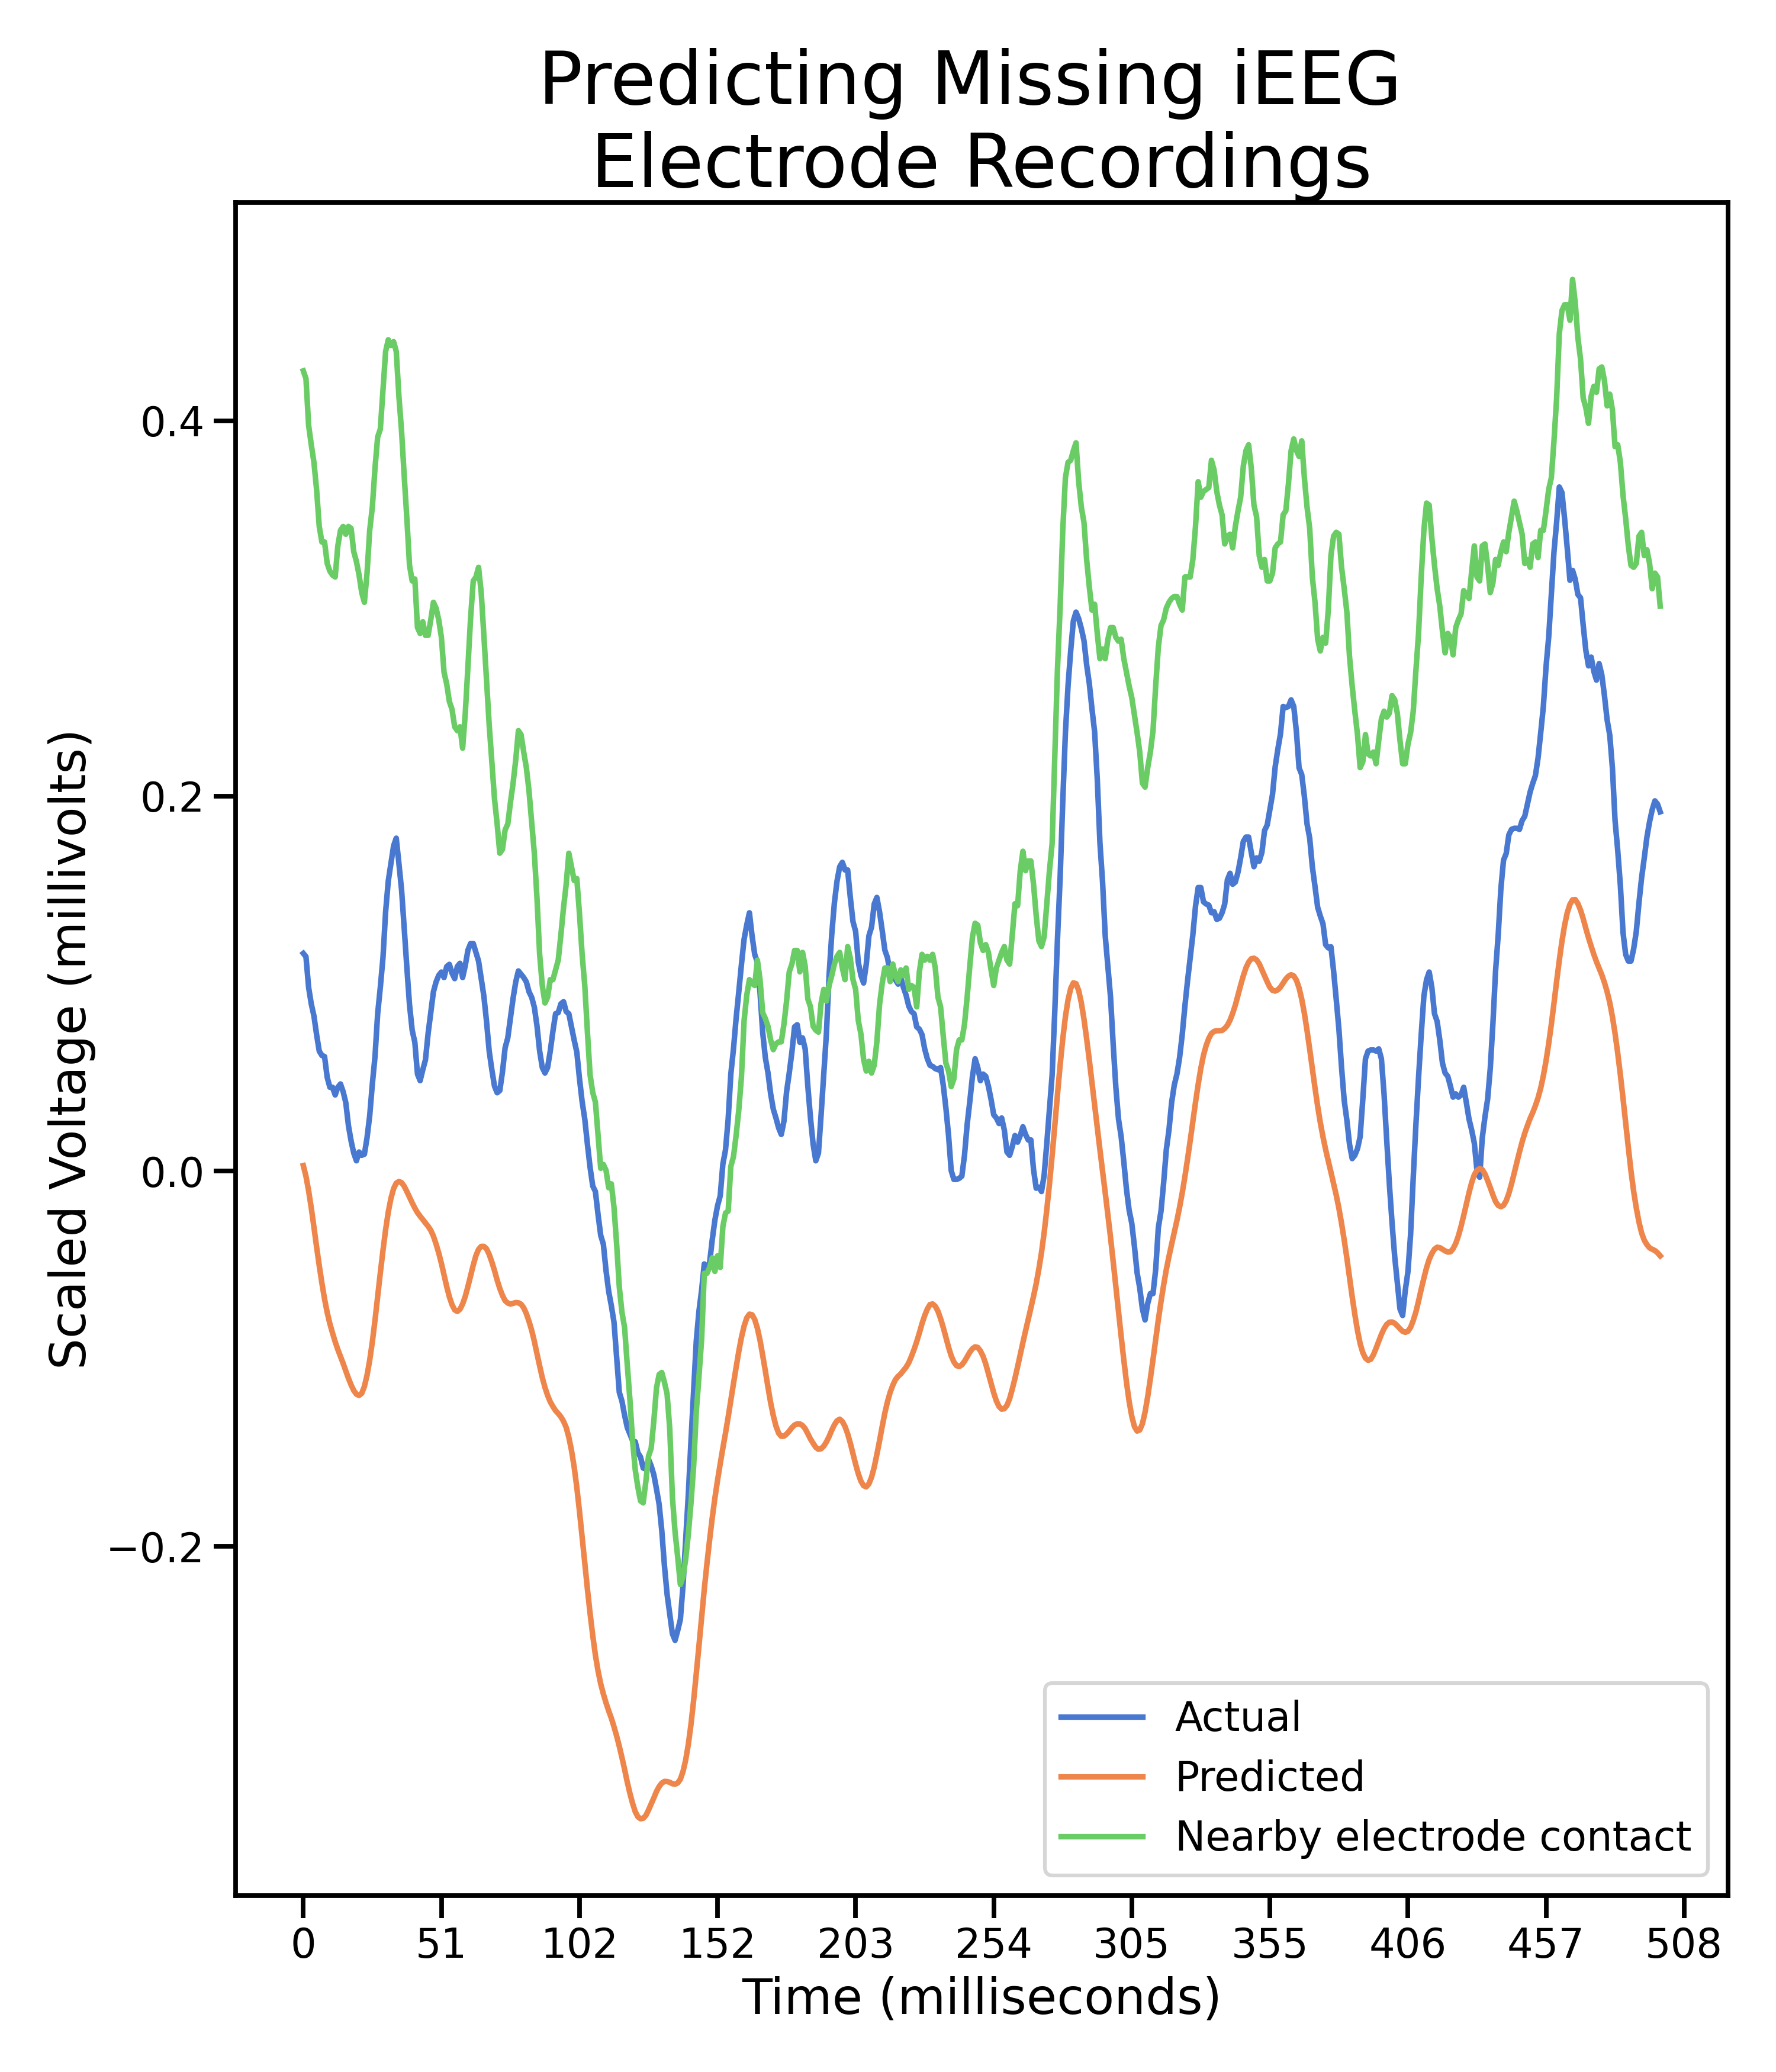 Predicting Missing iEEG
Electrode Recordings
Scaled Voltage (millivolts)
0.4
0.2
0.0
−0.2
Actual
Predicted
Nearby electrode contact
0 51 102 152 203 254 305 355 406 457 508
Time (milliseconds)